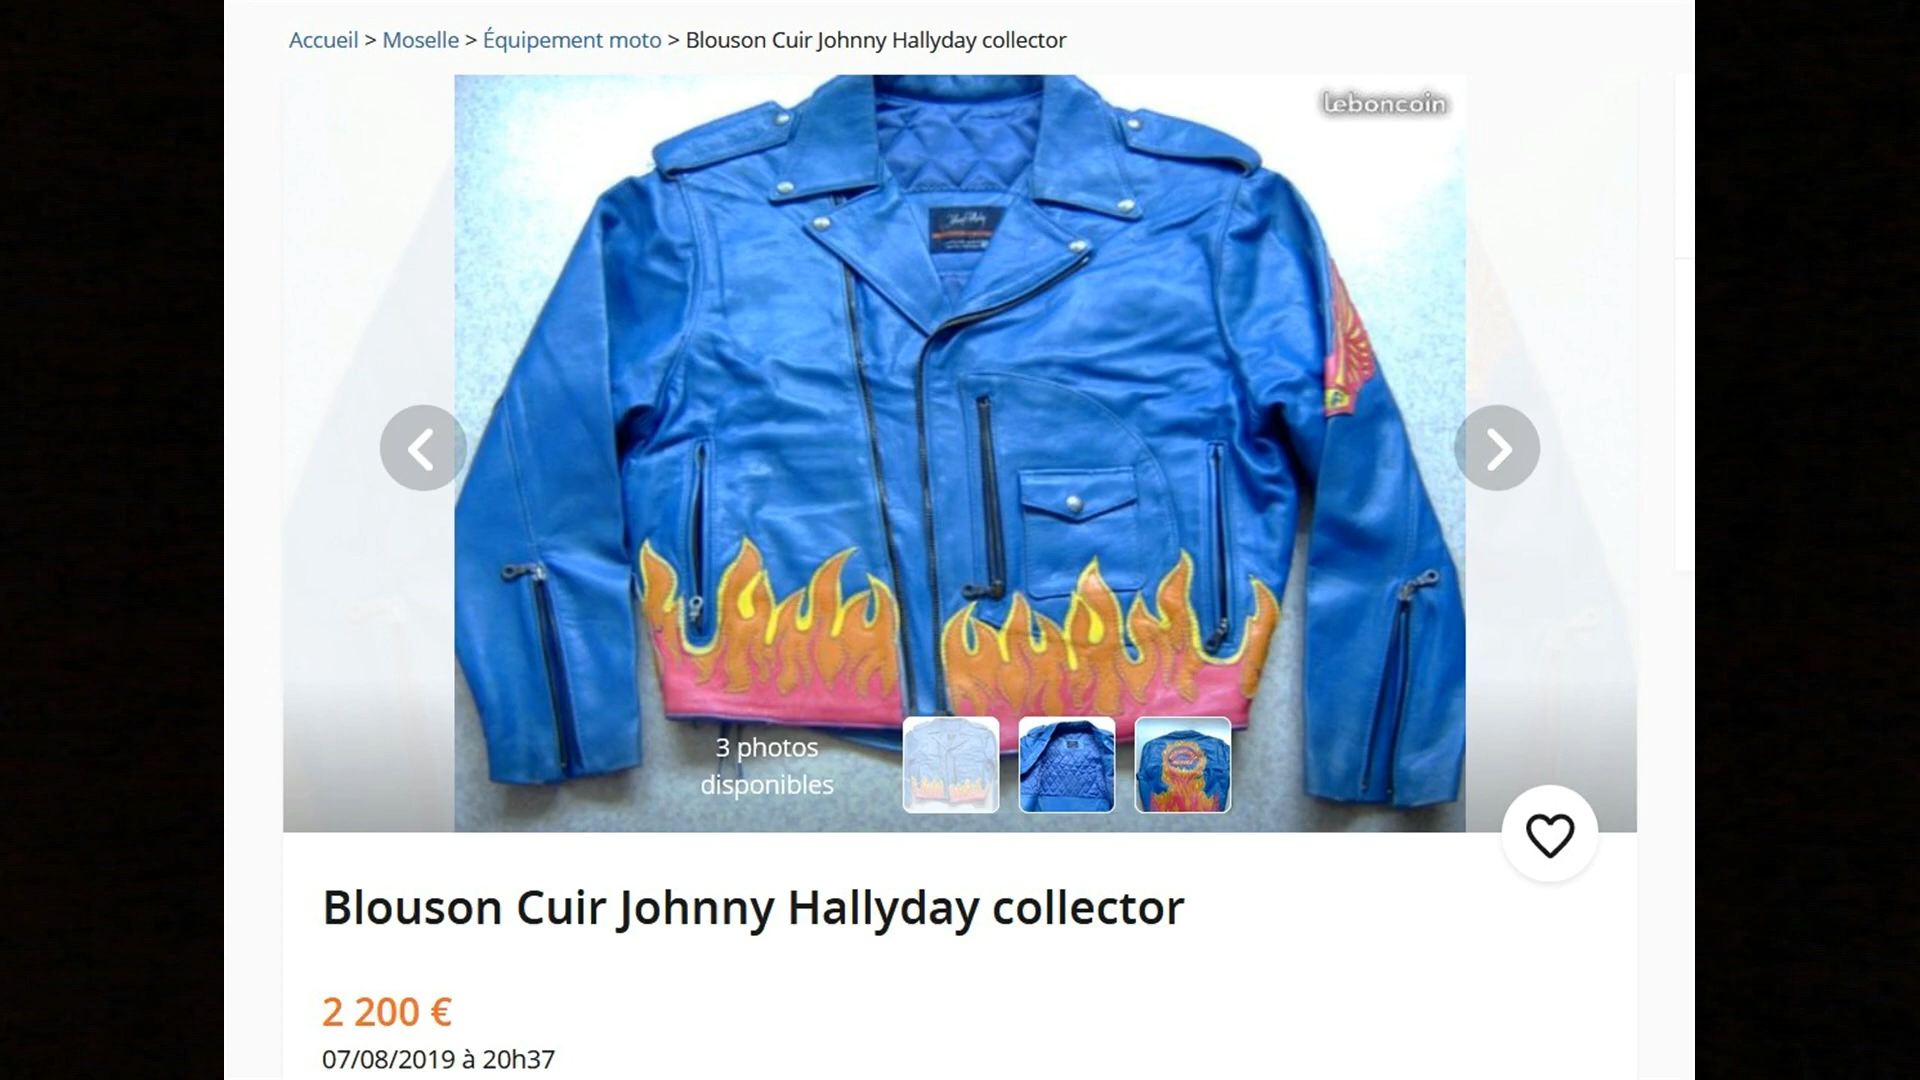 Accueil > Moselle > Équipement moto > Blouson Cuir Johnny Hallyday collector
leboncoin
3 photos
disponibles
Blouson Cuir Johnny Hallyday collector
2 200 €
07/08/2019 à 20h37